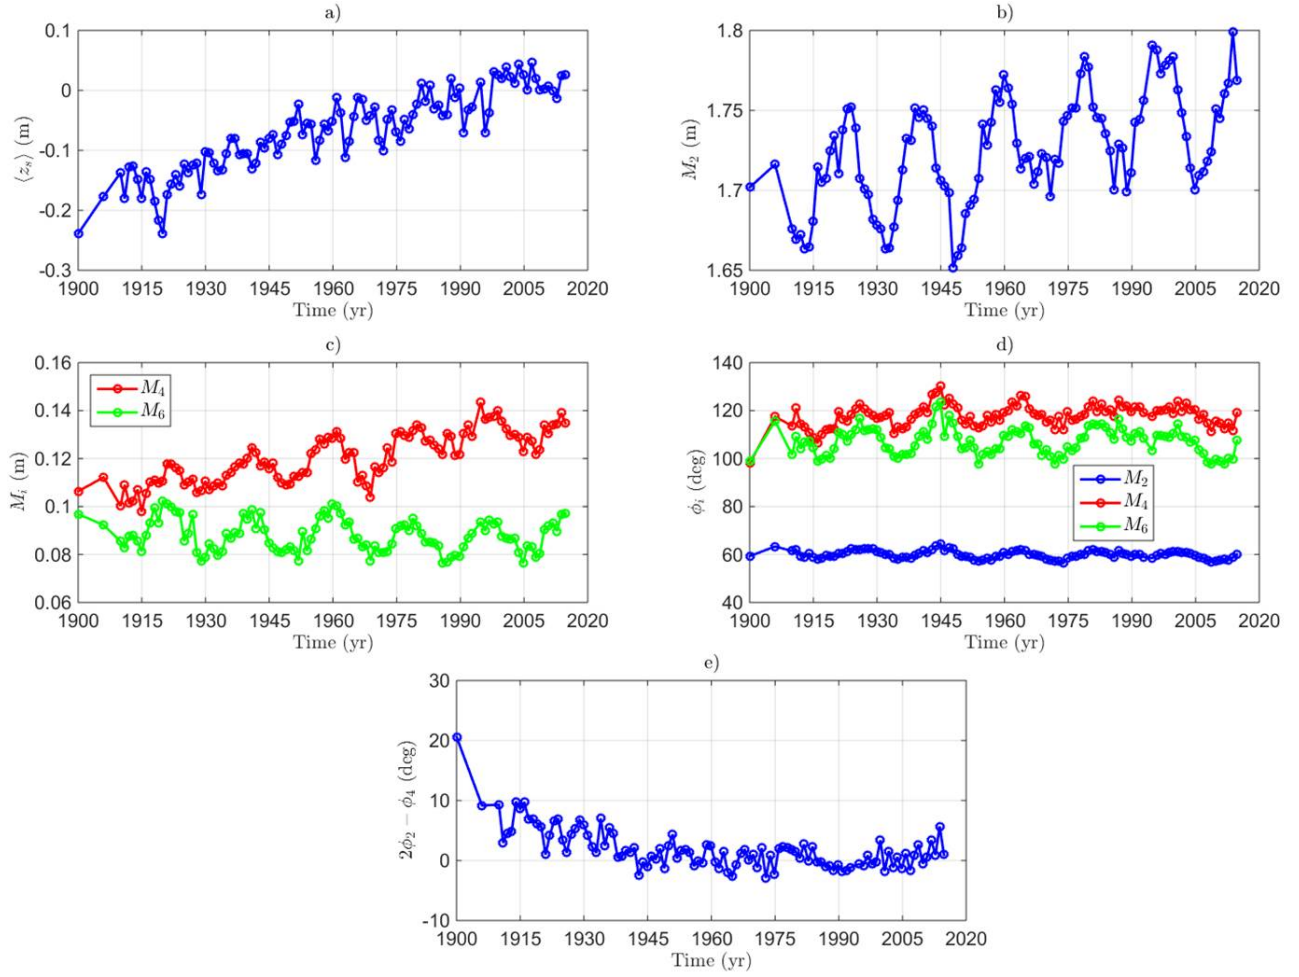 a)
0.1
0
-0.1
-0.2
-0.3
⟨z_s⟩ (m)
1900 1915 1930 1945 1960 1975 1990 2005 2020
Time (yr)
b)
1.8
1.75
1.7
1.65
M_2 (m)
1900 1915 1930 1945 1960 1975 1990 2005 2020
Time (yr)
c)
0.16
0.14
0.12
0.1
0.08
0.06
M_i (m)
M_4
M_6
1900 1915 1930 1945 1960 1975 1990 2005 2020
Time (yr)
d)
140
120
100
80
60
40
ϕ_i (deg)
M_2
M_4
M_6
1900 1915 1930 1945 1960 1975 1990 2005 2020
Time (yr)
e)
30
20
10
0
-10
2ϕ_2 − ϕ_4 (deg)
1900 1915 1930 1945 1960 1975 1990 2005 2020
Time (yr)